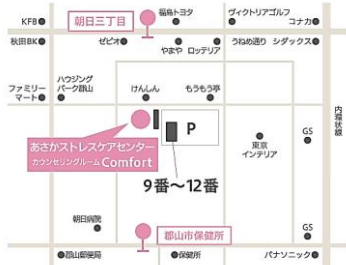 KFB
朝日三丁目
福島トヨタ
ヴィクトリアゴルフ
コナカ
秋田BK
ゼビオ
やまや ロッテリア
うねめ通り シダックス
ファミリー
マート
ハウジング
パーク郡山
けんしん
もうもう亭
内環状線
あさかストレスケアセンター
カウンセリングルーム Comfort
P
東京
インテリア
GS
9番〜12番
朝日病院
郡山市保健所
GS
郡山郵便局
保健所
パナソニック